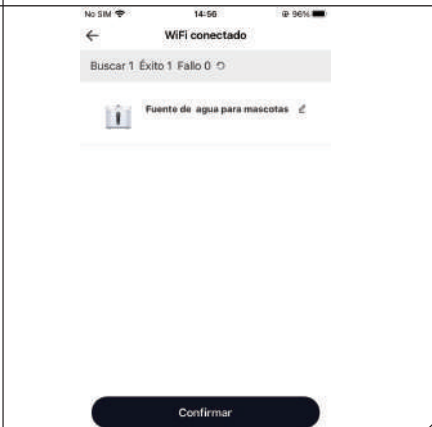 No SIM 14:56 96%
WiFi conectado
Buscar 1 Éxito 1 Fallo 0
Fuente de agua para mascotas
Confirmar